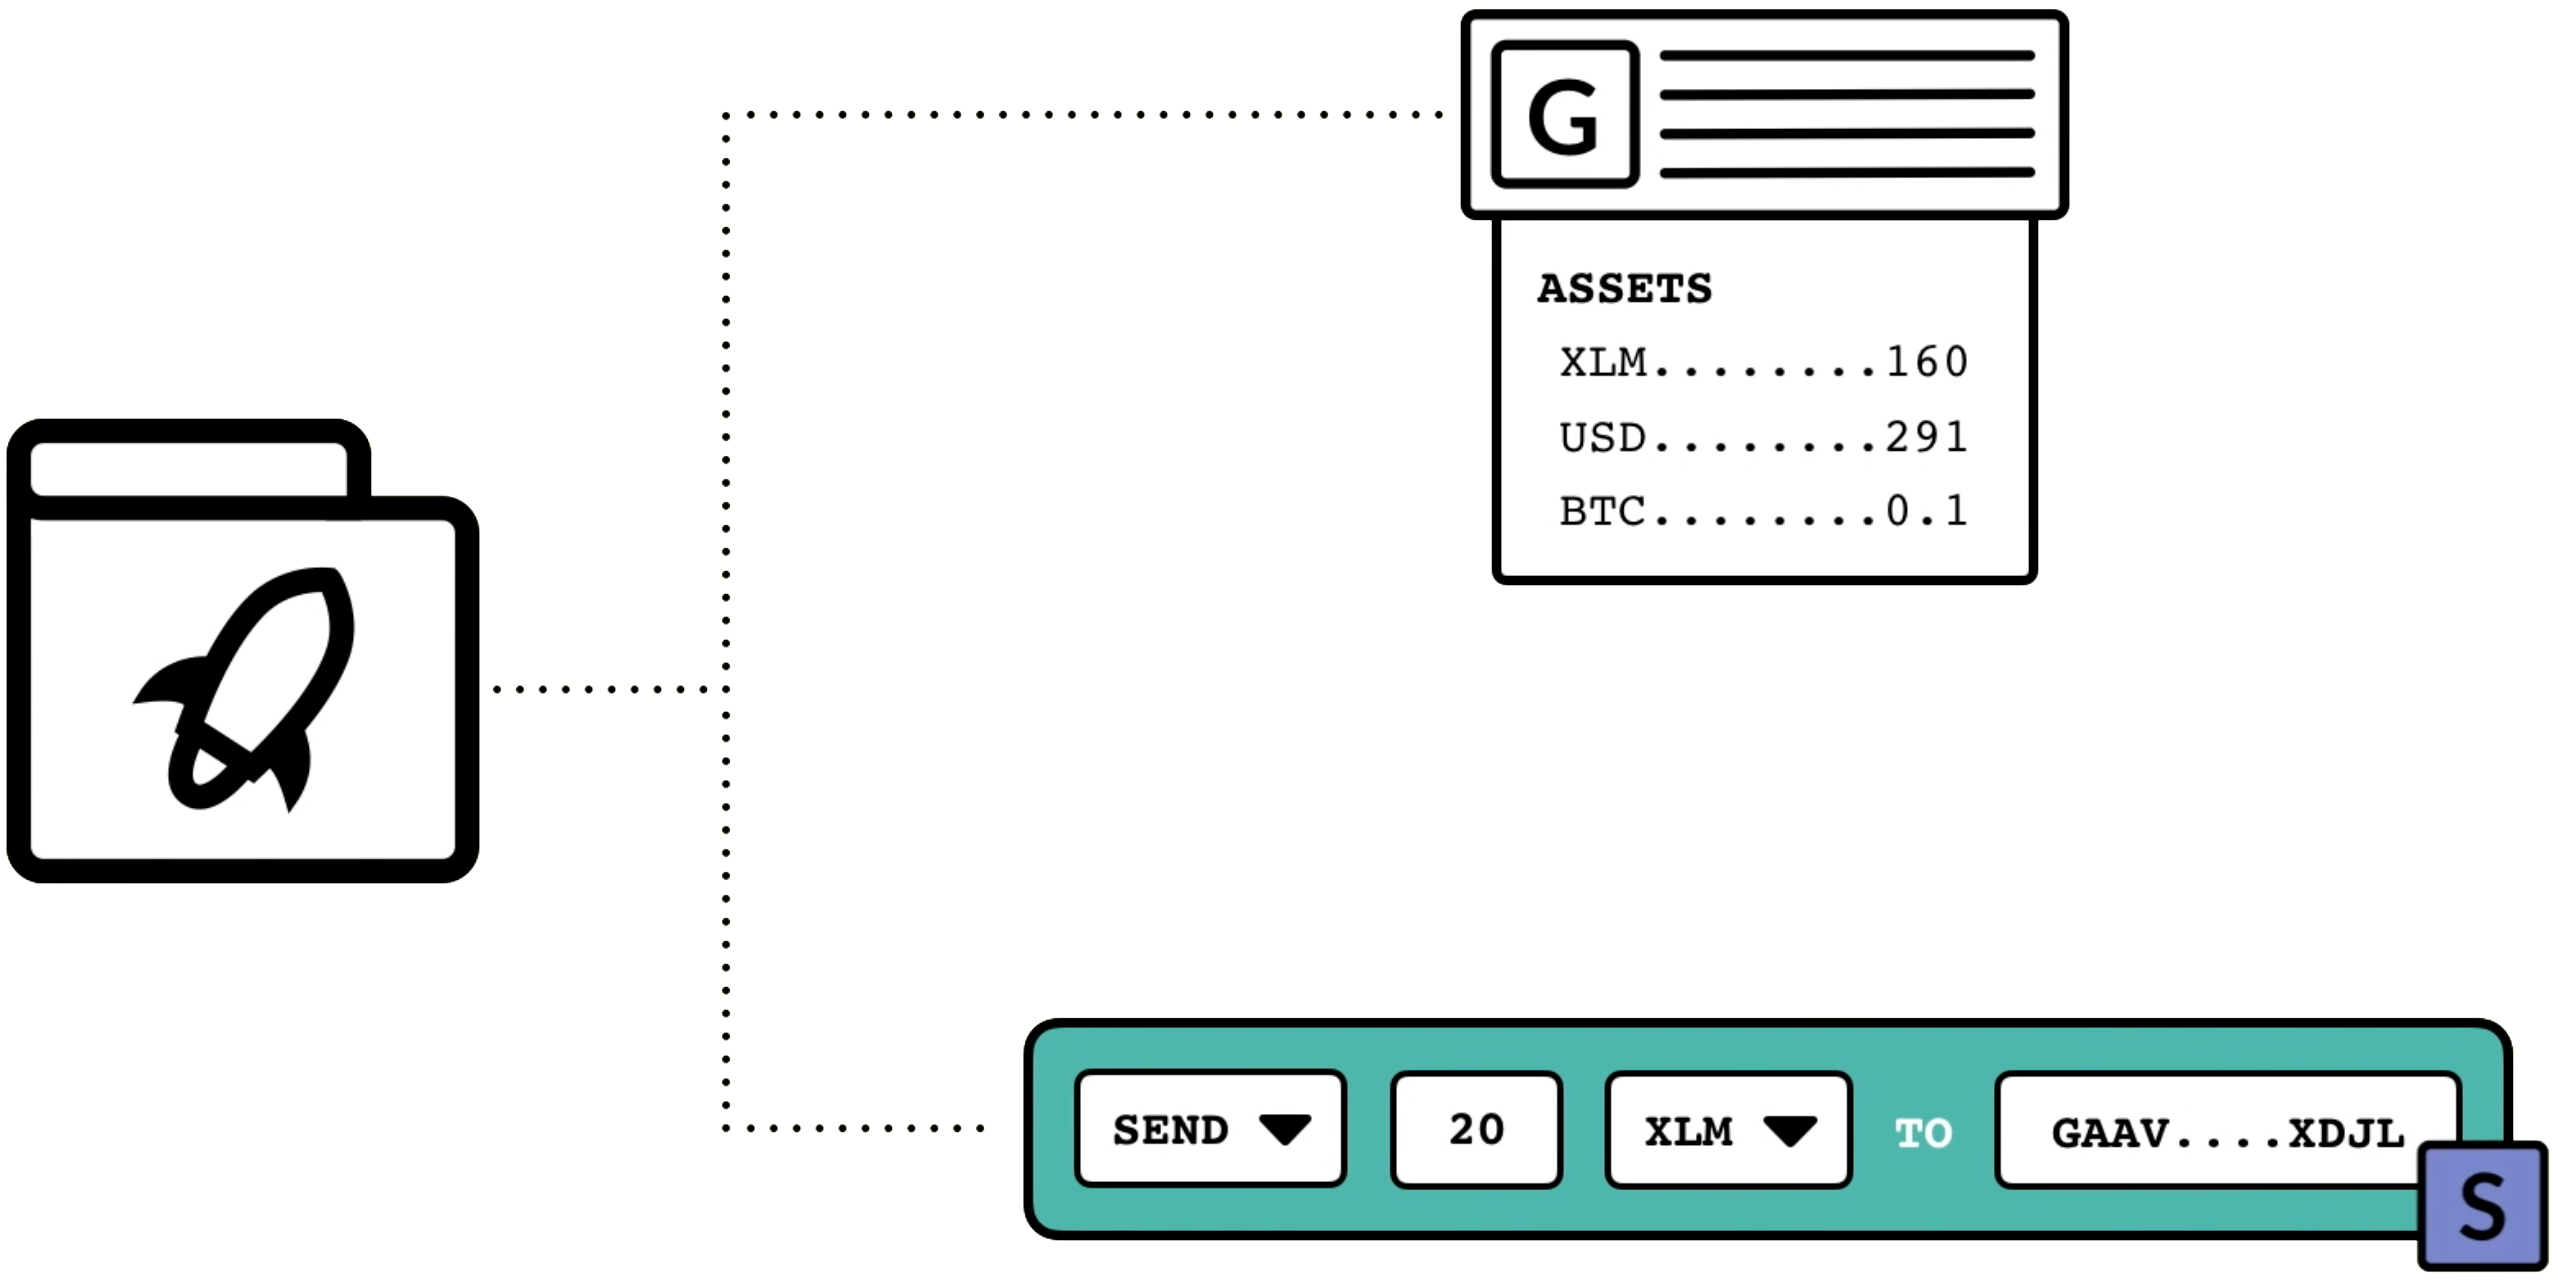 G
ASSETS
XLM........160
USD........291
BTC........0.1
SEND 20 XLM TO GAAV....XDJL
S